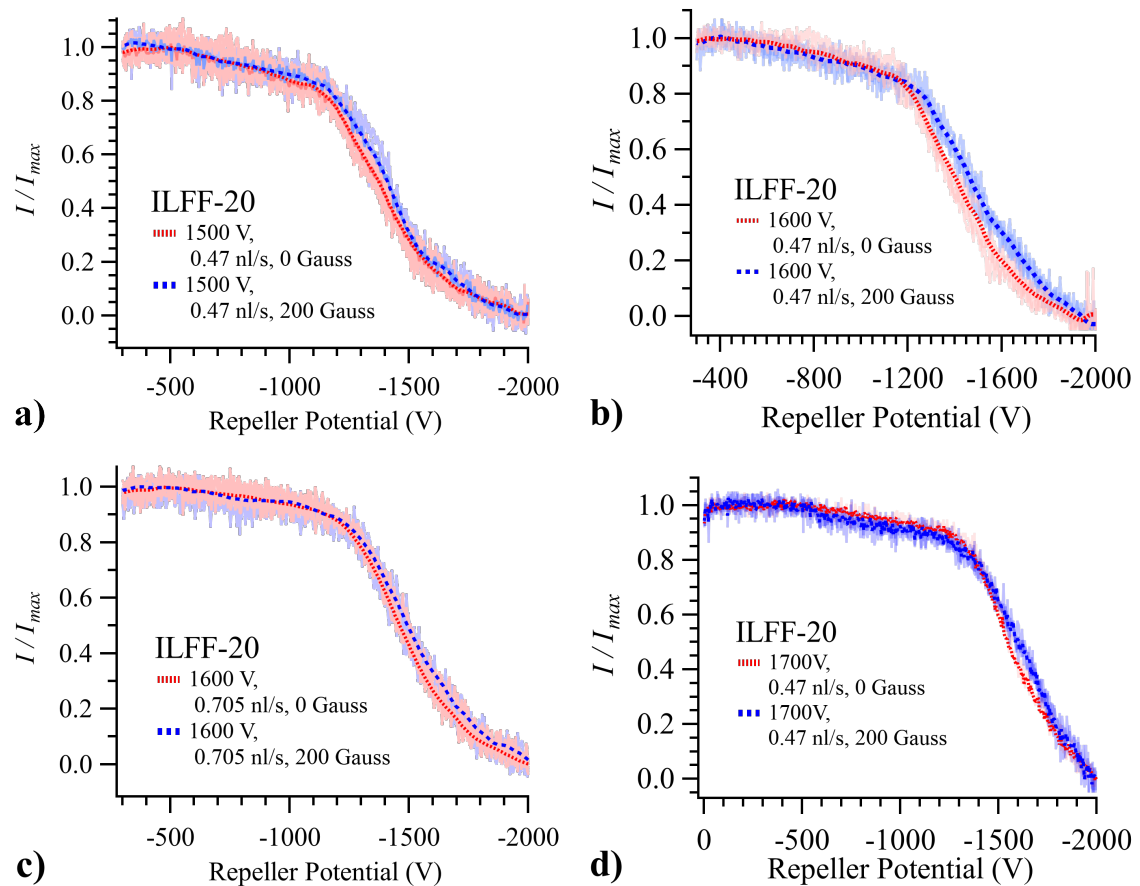 1.0
0.8
0.6
0.4
0.2
0.0
I / Imax
ILFF-20
1500 V,
0.47 nl/s, 0 Gauss
1500 V,
0.47 nl/s, 200 Gauss
-500 -1000 -1500 -2000
Repeller Potential (V)
a)
1.0
0.8
0.6
0.4
0.2
0.0
I / Imax
ILFF-20
1600 V,
0.47 nl/s, 0 Gauss
1600 V,
0.47 nl/s, 200 Gauss
-400 -800 -1200 -1600 -2000
Repeller Potential (V)
b)
1.0
0.8
0.6
0.4
0.2
0.0
I / Imax
ILFF-20
1600 V,
0.705 nl/s, 0 Gauss
1600 V,
0.705 nl/s, 200 Gauss
-500 -1000 -1500 -2000
Repeller Potential (V)
c)
1.0
0.8
0.6
0.4
0.2
0.0
I / Imax
ILFF-20
1700V,
0.47 nl/s, 0 Gauss
1700V,
0.47 nl/s, 200 Gauss
0 -500 -1000 -1500 -2000
Repeller Potential (V)
d)